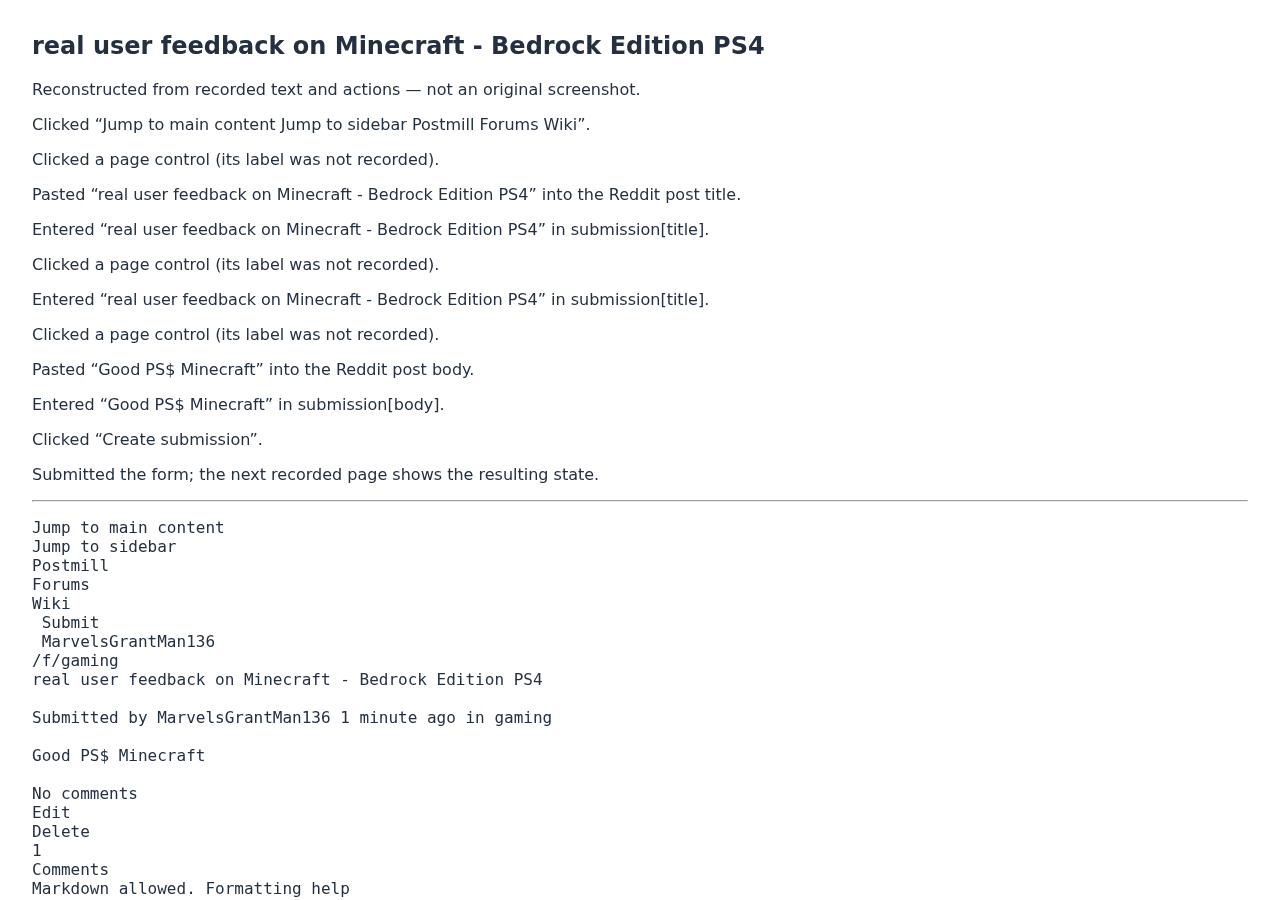 real user feedback on Minecraft - Bedrock Edition PS4
Reconstructed from recorded text and actions — not an original screenshot.
Clicked “Jump to main content Jump to sidebar Postmill Forums Wiki”.
Clicked a page control (its label was not recorded).
Pasted “real user feedback on Minecraft - Bedrock Edition PS4” into the Reddit post title.
Entered “real user feedback on Minecraft - Bedrock Edition PS4” in submission[title].
Clicked a page control (its label was not recorded).
Entered “real user feedback on Minecraft - Bedrock Edition PS4” in submission[title].
Clicked a page control (its label was not recorded).
Pasted “Good PS$ Minecraft” into the Reddit post body.
Entered “Good PS$ Minecraft” in submission[body].
Clicked “Create submission”.
Submitted the form; the next recorded page shows the resulting state.
Jump to main content
Jump to sidebar
Postmill
Forums
Wiki
Submit
MarvelsGrantMan136
/f/gaming
real user feedback on Minecraft - Bedrock Edition PS4
Submitted by MarvelsGrantMan136 1 minute ago in gaming
Good PS$ Minecraft
No comments
Edit
Delete
1
Comments
Markdown allowed. Formatting help